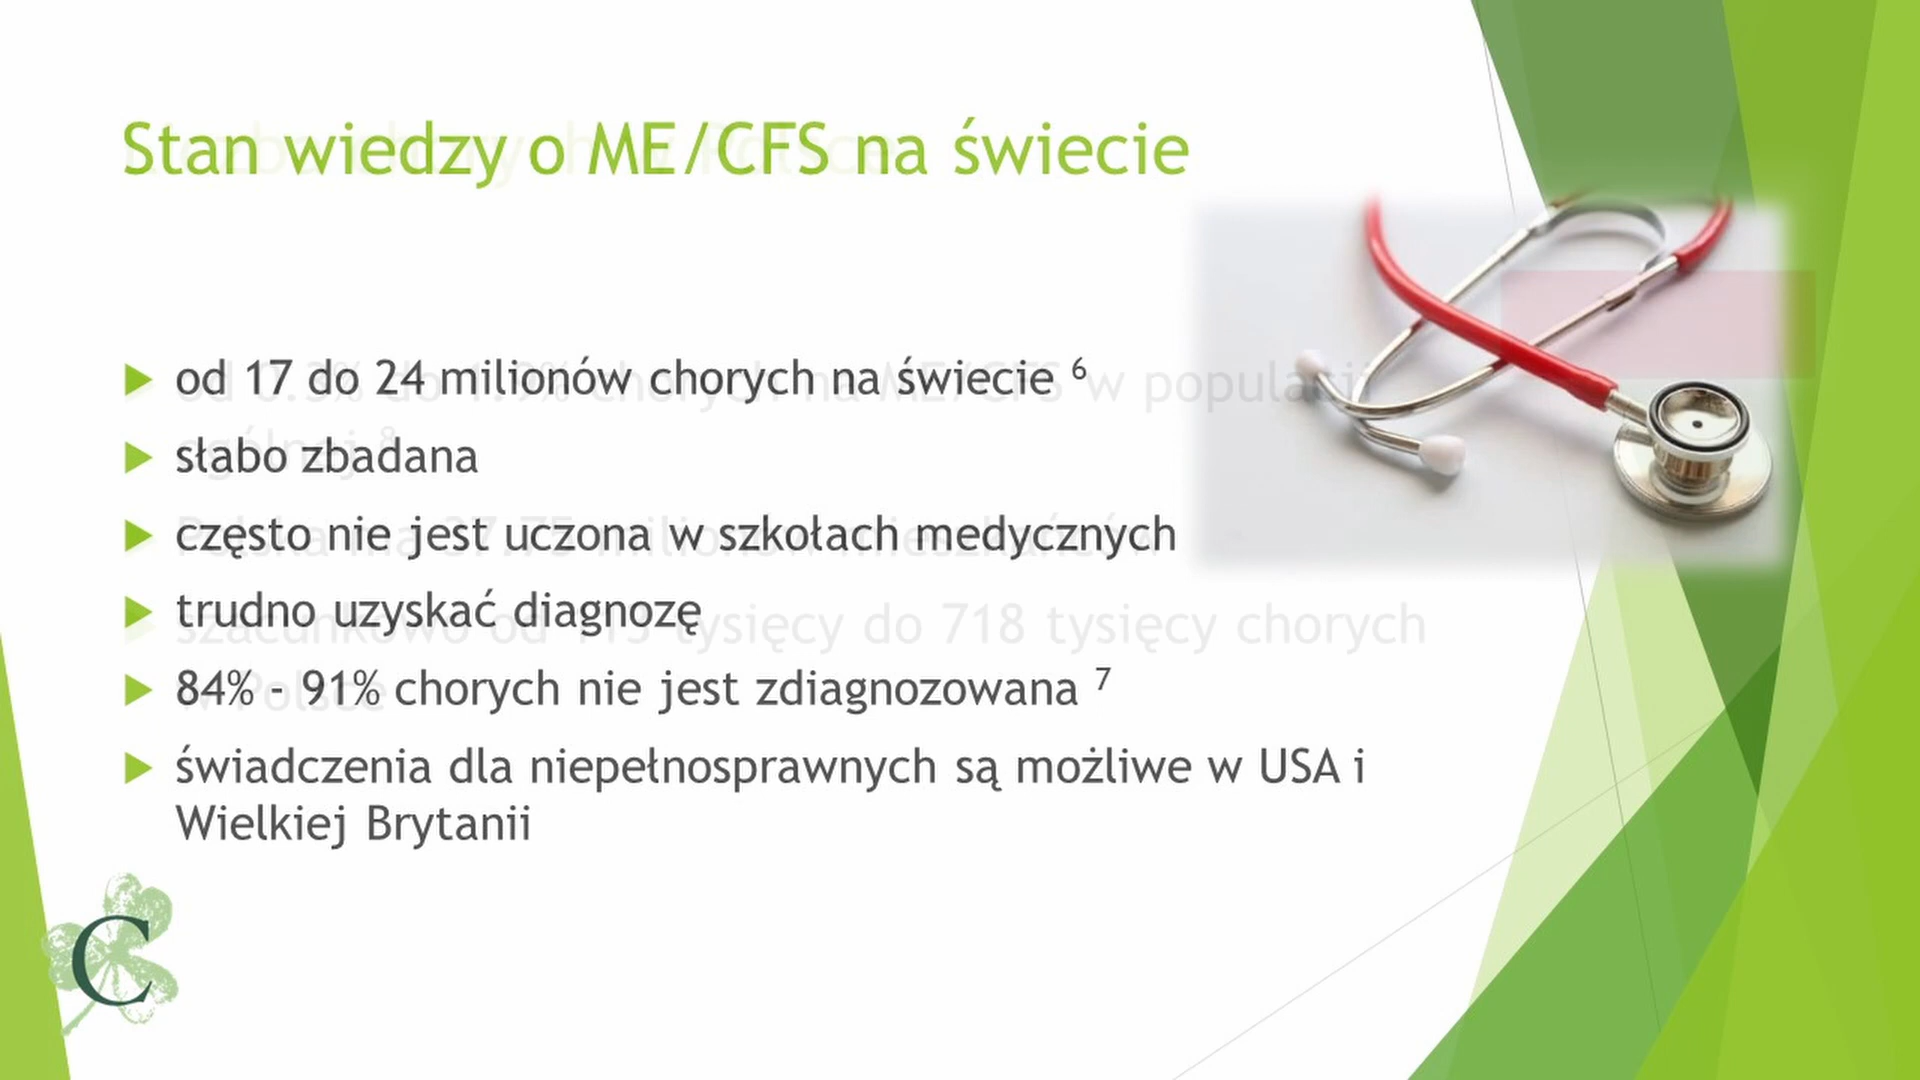 Stan wiedzy o ME/CFS na świecie
od 17 do 24 milionów chorych na świecie 6
słabo zbadana
często nie jest uczona w szkołach medycznych
trudno uzyskać diagnozę
84% - 91% chorych nie jest zdiagnozowana 7
świadczenia dla niepełnosprawnych są możliwe w USA i
Wielkiej Brytanii
C